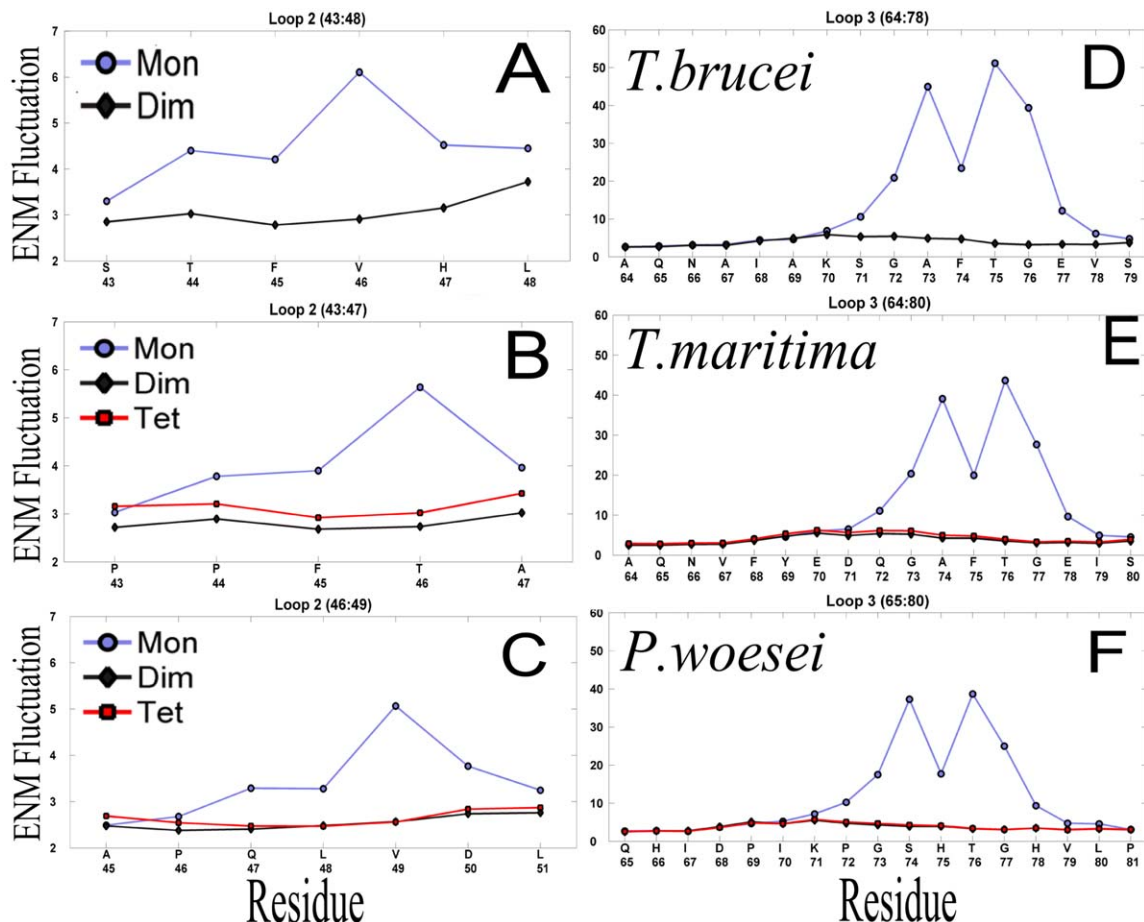 Loop 2 (43:48)
ENM Fluctuation
7
6
5
4
3
2
Mon
Dim
A
S T F V H L
43 44 45 46 47 48
Loop 3 (64:78)
60
50
40
30
20
10
0
T.brucei
D
A Q N A I A K S G A F T G E V S
64 65 66 67 68 69 70 71 72 73 74 75 76 77 78 79
Loop 2 (43:47)
ENM Fluctuation
7
6
5
4
3
2
Mon
Dim
Tet
B
P P F T A
43 44 45 46 47
Loop 3 (64:80)
60
50
40
30
20
10
0
T.maritima
E
A Q N V F Y E D Q G A F T G E I S
64 65 66 67 68 69 70 71 72 73 74 75 76 77 78 79 80
Loop 2 (46:49)
ENM Fluctuation
7
6
5
4
3
2
Mon
Dim
Tet
C
A P Q L V D L
45 46 47 48 49 50 51
Residue
Loop 3 (65:80)
60
50
40
30
20
10
0
P.woesei
F
Q H I D P I K P G S H T G H V L P
65 66 67 68 69 70 71 72 73 74 75 76 77 78 79 80 81
Residue